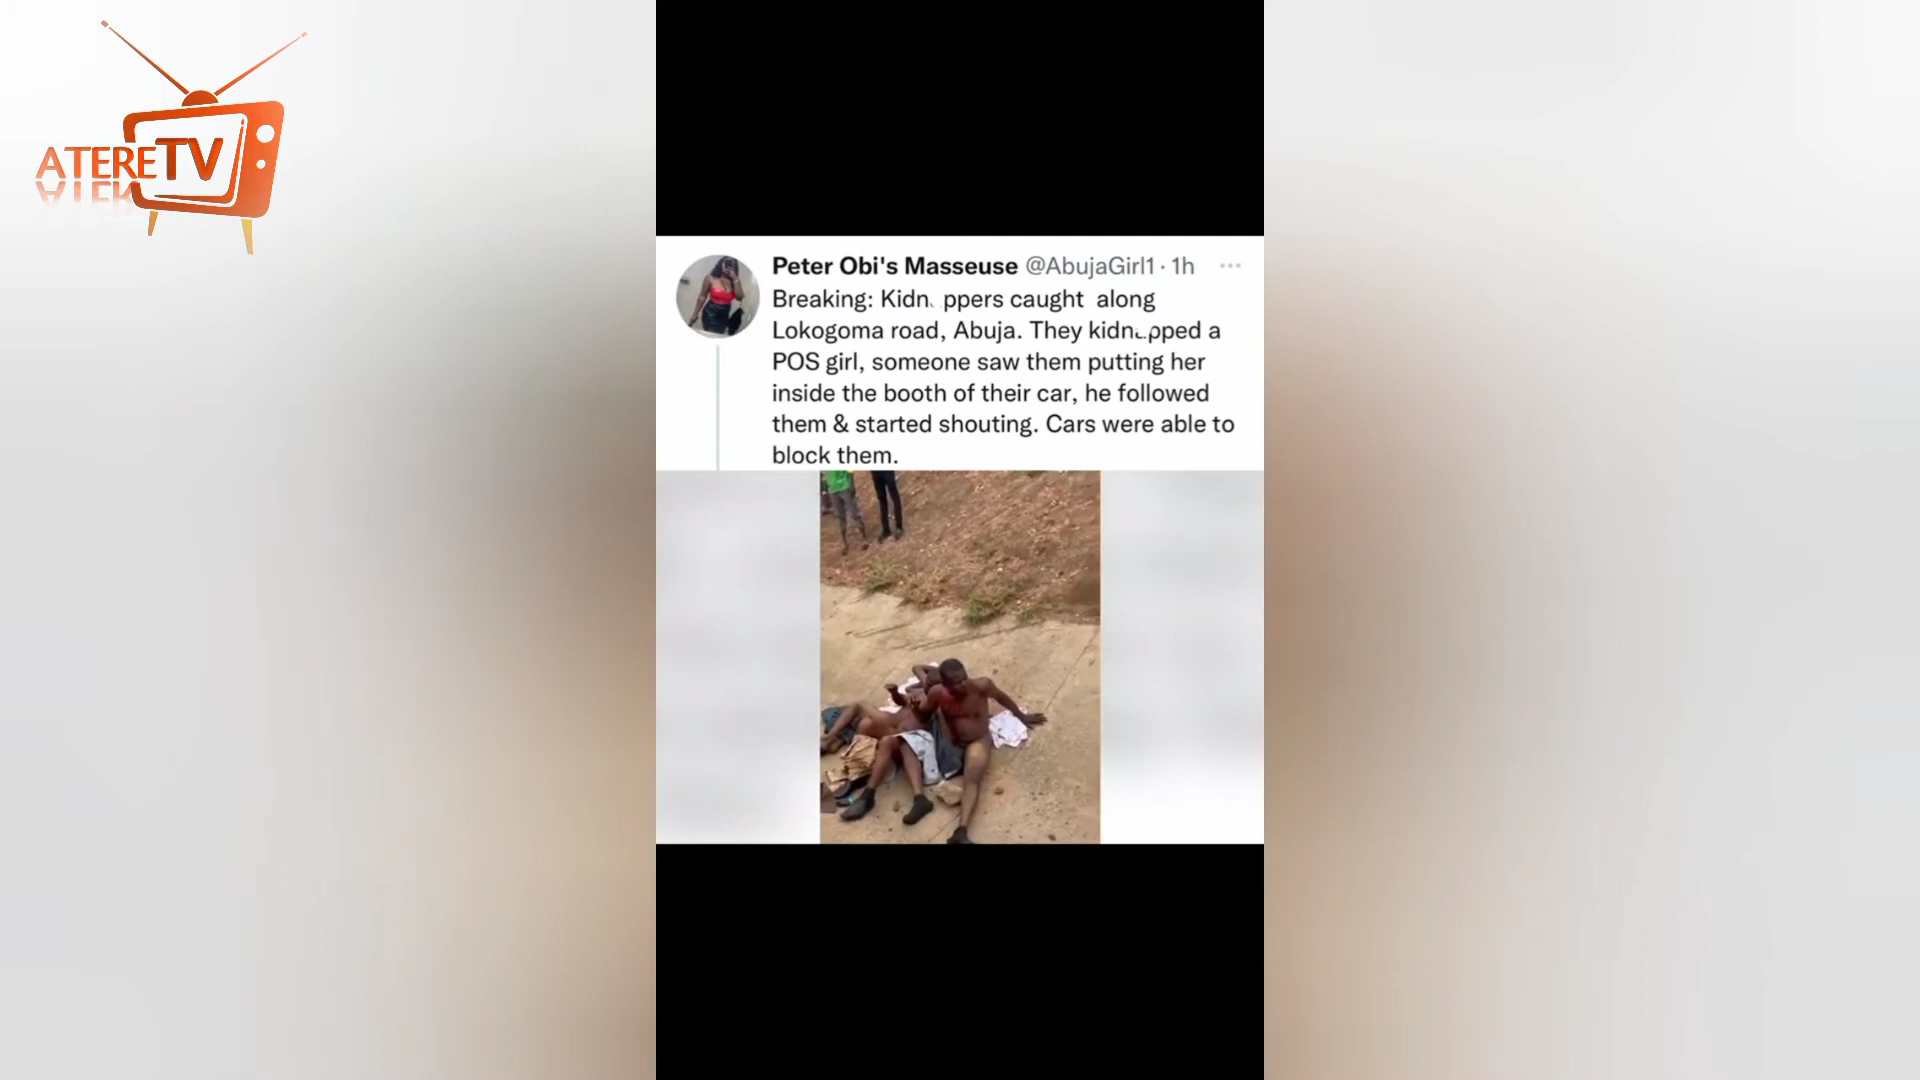 ATERETV
Peter Obi's Masseuse @AbujaGirl1 · 1h
Breaking: Kidn ppers caught along
Lokogoma road, Abuja. They kidn pped a
POS girl, someone saw them putting her
inside the booth of their car, he followed
them & started shouting. Cars were able to
block them.